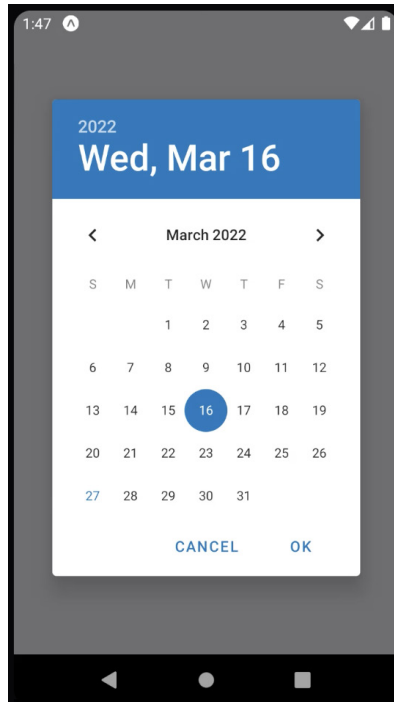 1:47
2022
Wed, Mar 16
March 2022
S M T W T F S
1 2 3 4 5
6 7 8 9 10 11 12
13 14 15 16 17 18 19
20 21 22 23 24 25 26
27 28 29 30 31
CANCEL OK